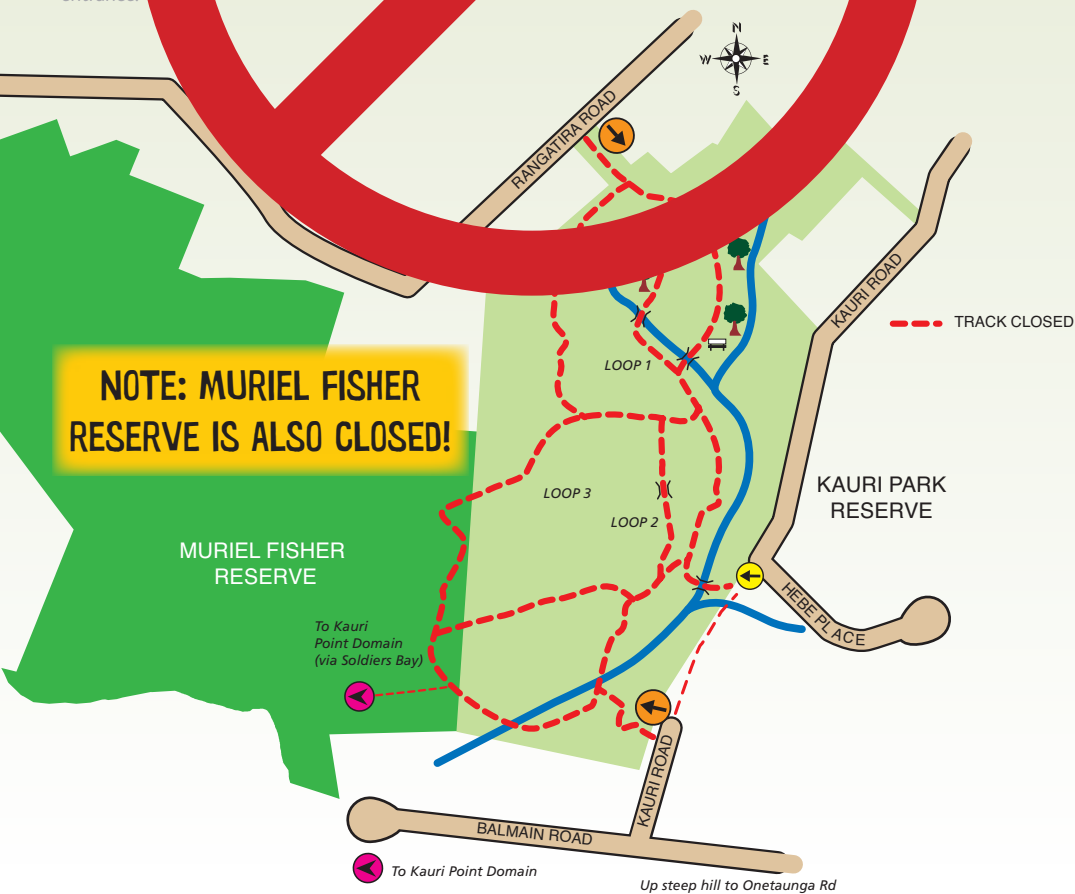 entrance.
N
W E
S
RANGATIRA ROAD
KAURI ROAD
TRACK CLOSED
LOOP 1
NOTE: MURIEL FISHER
RESERVE IS ALSO CLOSED!
LOOP 3
LOOP 2
KAURI PARK
RESERVE
MURIEL FISHER
RESERVE
HEBE PLACE
To Kauri
Point Domain
(via Soldiers Bay)
KAURI ROAD
BALMAIN ROAD
To Kauri Point Domain
Up steep hill to Onetaunga Rd